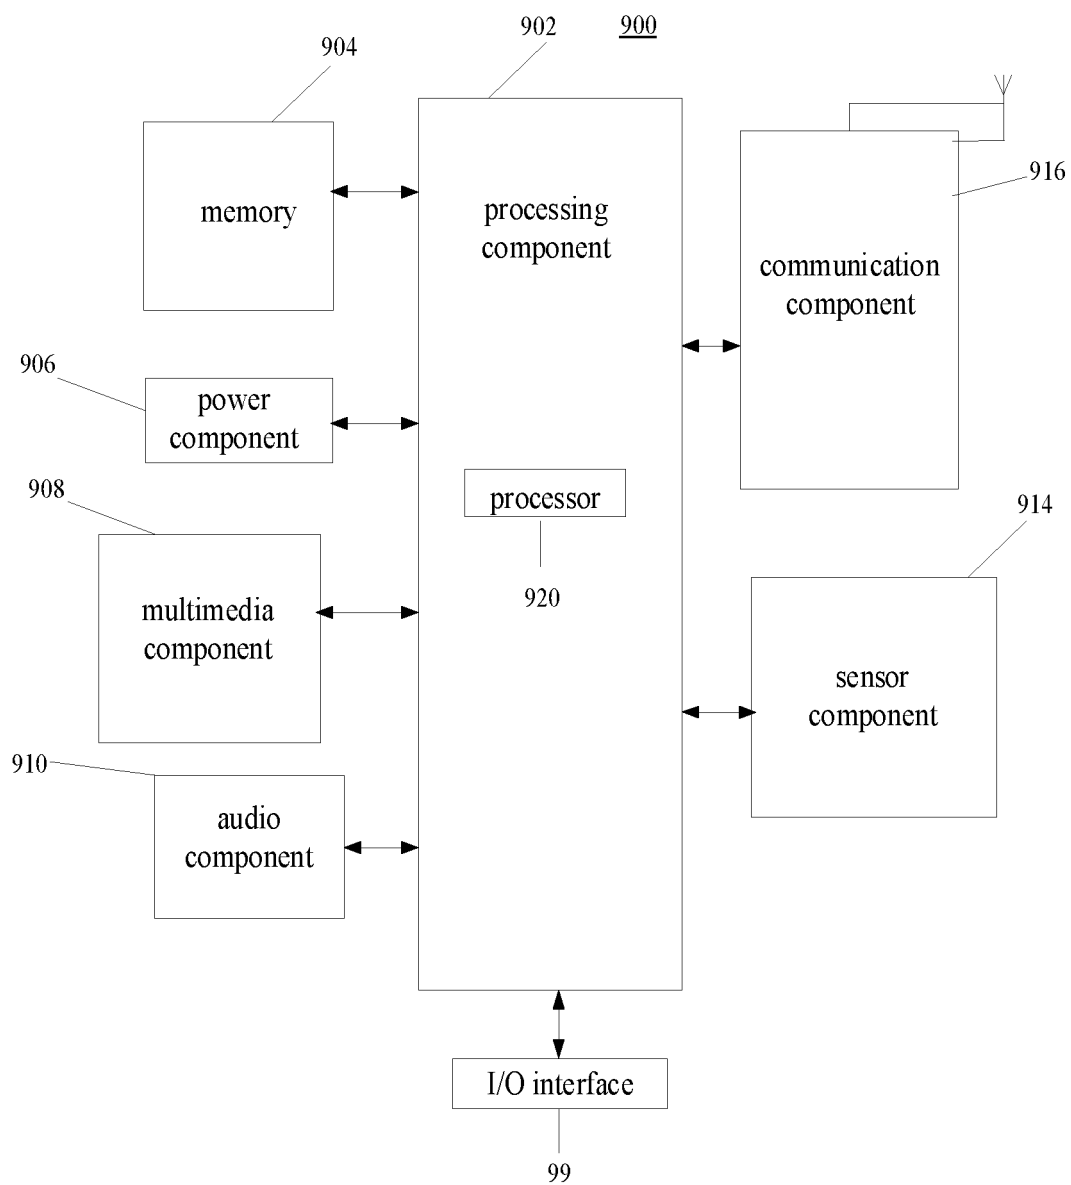 902
900
904
memory
processing
component
916
communication
component
906
power
component
908
processor
920
914
multimedia
component
sensor
component
910
audio
component
I/O interface
99